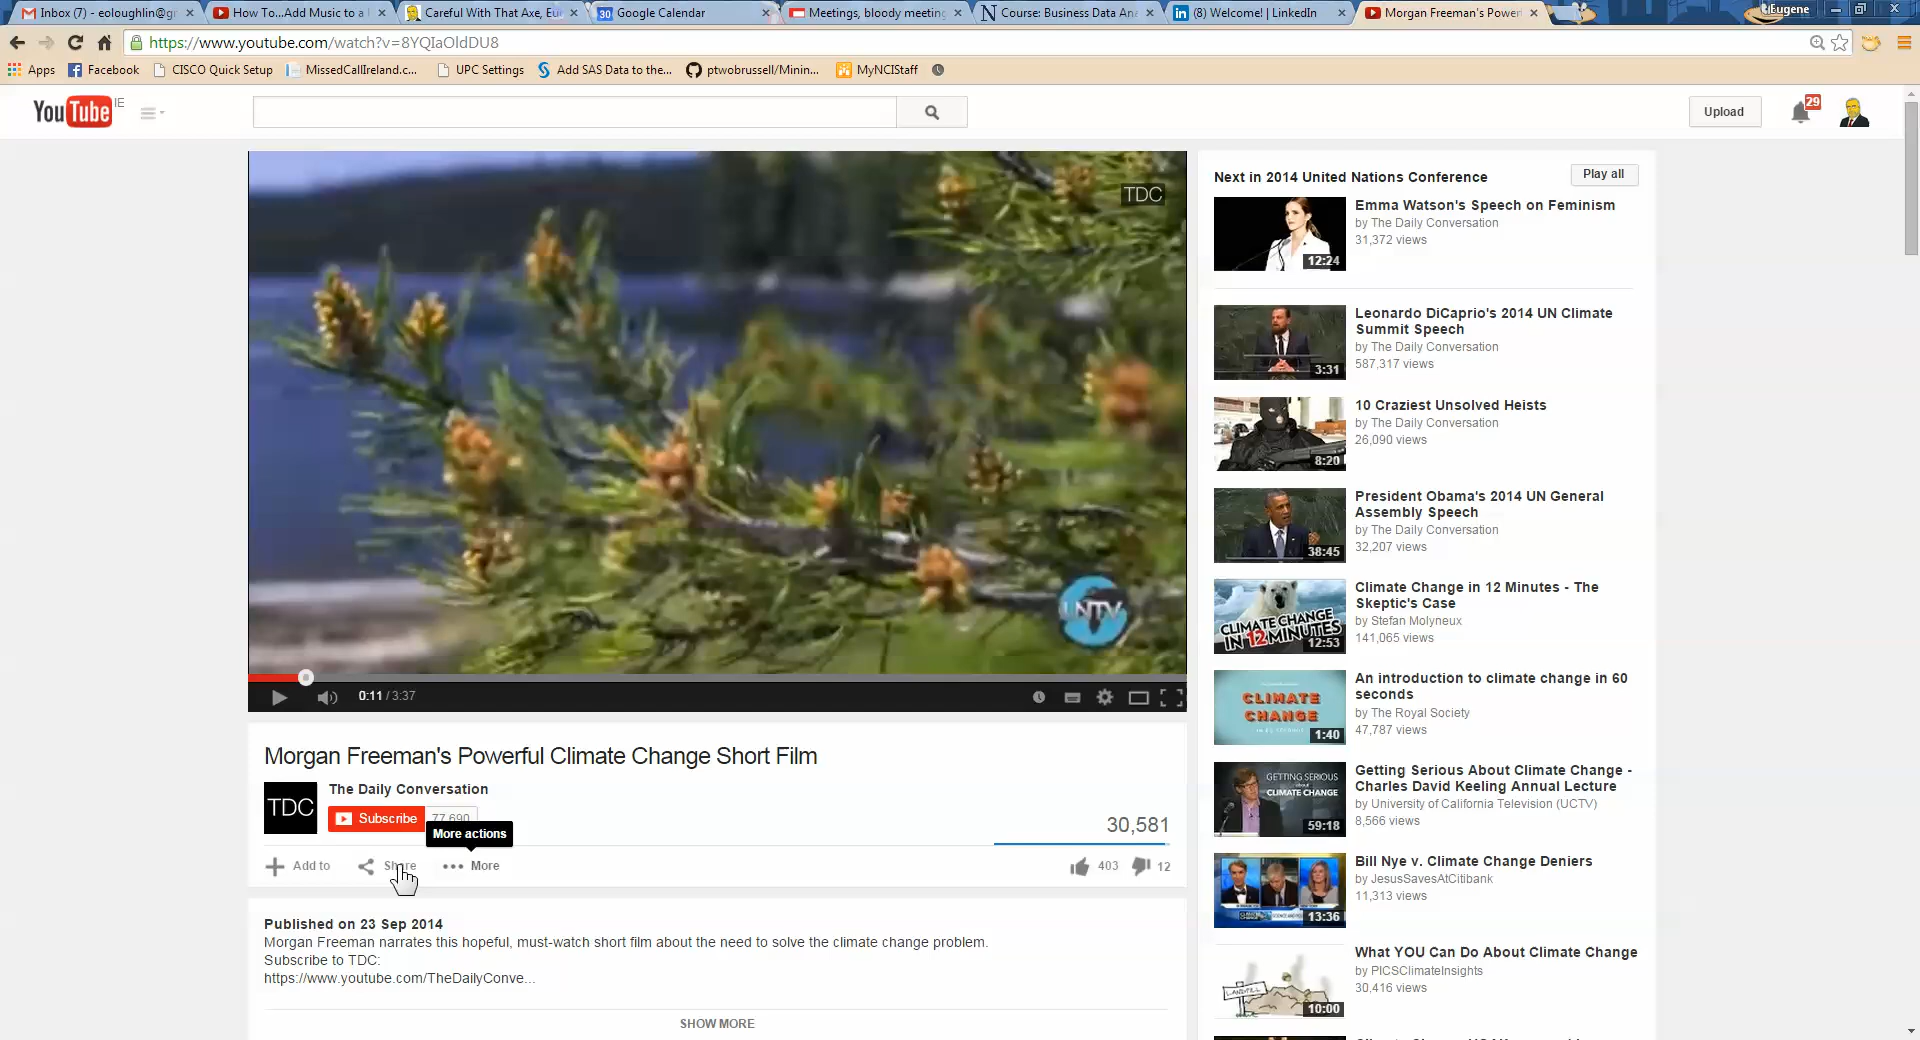 Inbox (7) - eoloughlin@gr
How To...Add Music to a
Careful With That Axe, Eu
Google Calendar
Meetings, bloody meeting
Course: Business Data Ana
(8) Welcome! | LinkedIn
Morgan Freeman's Power
Eugene
https://www.youtube.com/watch?v=8YQIaOldDU8
Apps
Facebook
CISCO Quick Setup
MissedCallIreland.c...
UPC Settings
Add SAS Data to the...
ptwobrussell/Minin...
MyNCIStaff
YouTube IE
Upload
29
TDC
UNTV
0:11 / 3:37
Morgan Freeman's Powerful Climate Change Short Film
TDC
The Daily Conversation
Subscribe 77,690
More actions
30,581
Add to
Share
More
403
12
Published on 23 Sep 2014
Morgan Freeman narrates this hopeful, must-watch short film about the need to solve the climate change problem.
Subscribe to TDC:
https://www.youtube.com/TheDailyConve...
SHOW MORE
Next in 2014 United Nations Conference
Play all
12:24
Emma Watson's Speech on Feminism
by The Daily Conversation
31,372 views
3:31
Leonardo DiCaprio's 2014 UN Climate
Summit Speech
by The Daily Conversation
587,317 views
8:20
10 Craziest Unsolved Heists
by The Daily Conversation
26,090 views
38:45
President Obama's 2014 UN General
Assembly Speech
by The Daily Conversation
32,207 views
CLIMATE CHANGE
IN 12 MINUTES
12:53
Climate Change in 12 Minutes - The
Skeptic's Case
by Stefan Molyneux
141,065 views
CLIMATE
CHANGE
1:40
An introduction to climate change in 60
seconds
by The Royal Society
47,787 views
GETTING SERIOUS
about
CLIMATE CHANGE
59:18
Getting Serious About Climate Change -
Charles David Keeling Annual Lecture
by University of California Television (UCTV)
8,566 views
13:36
Bill Nye v. Climate Change Deniers
by JesusSavesAtCitibank
11,313 views
LANDFILL
10:00
What YOU Can Do About Climate Change
by PICSClimateInsights
30,416 views